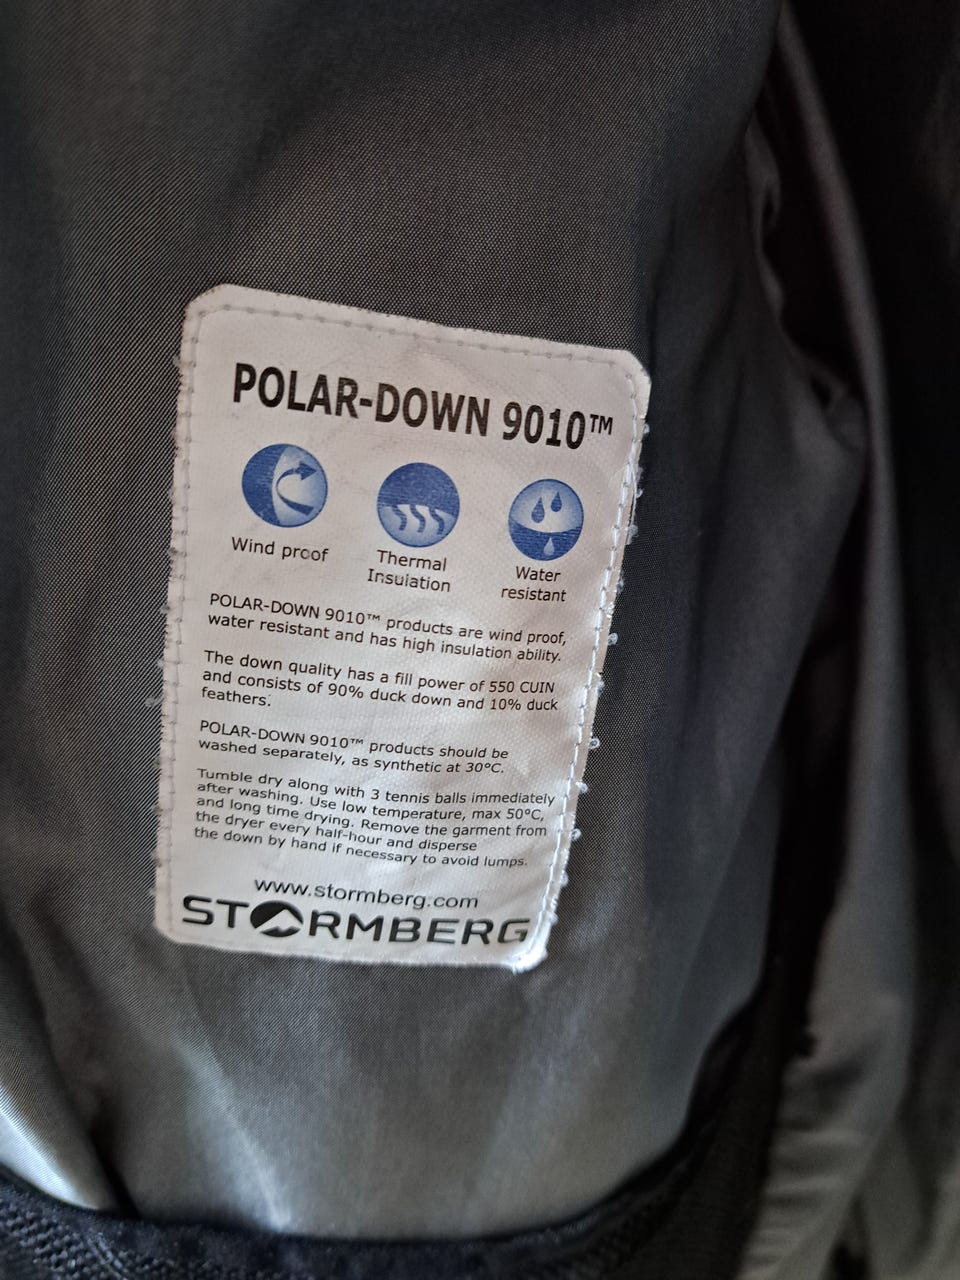 POLAR-DOWN 9010™
Wind proof
Thermal
Insulation
Water
resistant
POLAR-DOWN 9010™ products are wind proof,
water resistant and has high insulation ability.
The down quality has a fill power of 550 CUIN
and consists of 90% duck down and 10% duck
feathers.
POLAR-DOWN 9010™ products should be
washed separately, as synthetic at 30°C.
Tumble dry along with 3 tennis balls immediately
after washing. Use low temperature, max 50°C,
and long time drying. Remove the garment from
the dryer every half-hour and disperse
the down by hand if necessary to avoid lumps.
www.stormberg.com
STORMBERG